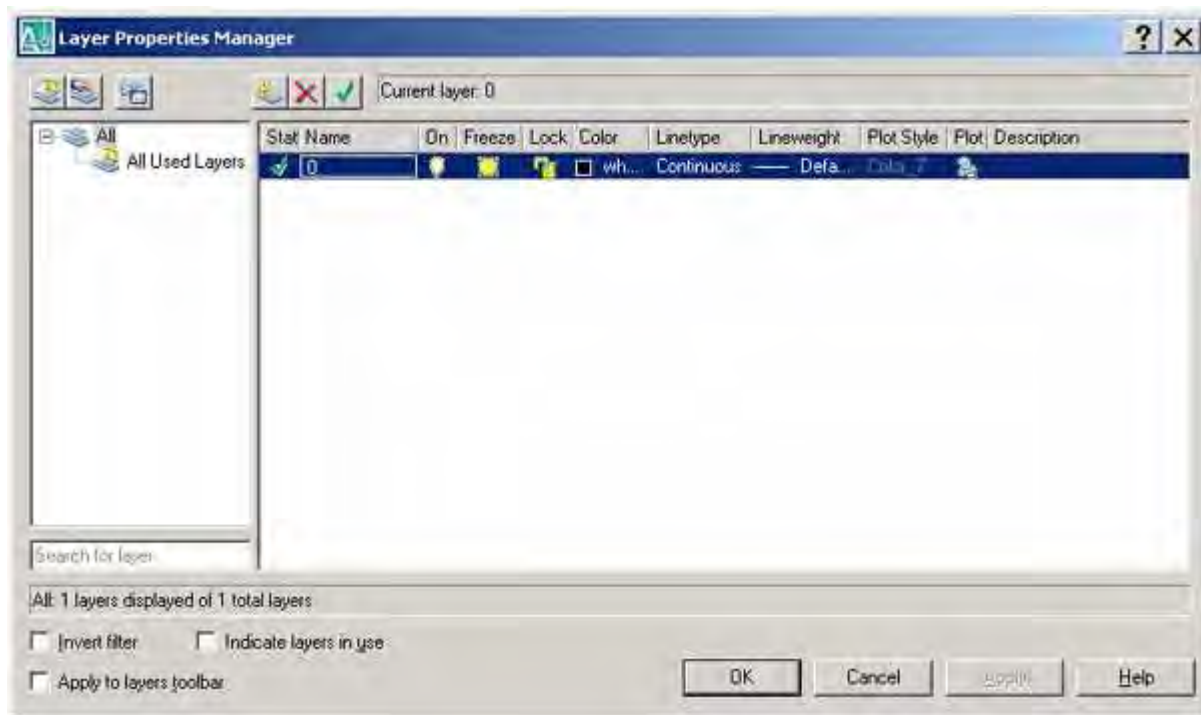 Layer Properties Manager
Current layer: 0
All
All Used Layers
Stat Name On Freeze Lock Color Linetype Lineweight Plot Style Plot Description
0 wh... Continuous Defa... Colo_7
Search for layer
All: 1 layers displayed of 1 total layers
Invert filter Indicate layers in use
Apply to layers toolbar
OK Cancel Apply Help